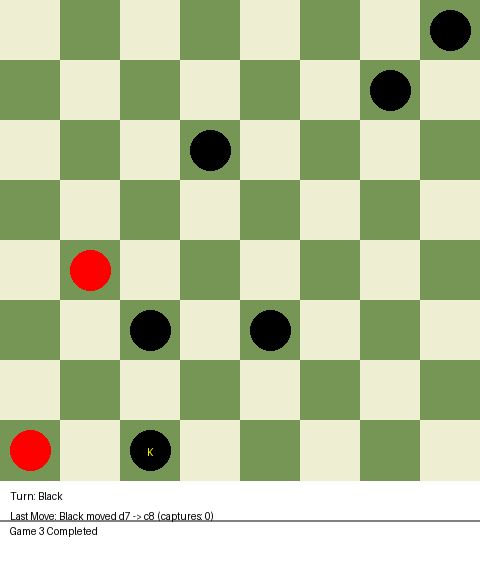 K
Turn: Black
Last Move: Black moved d7 -> c8 (captures: 0)
Game 3 Completed